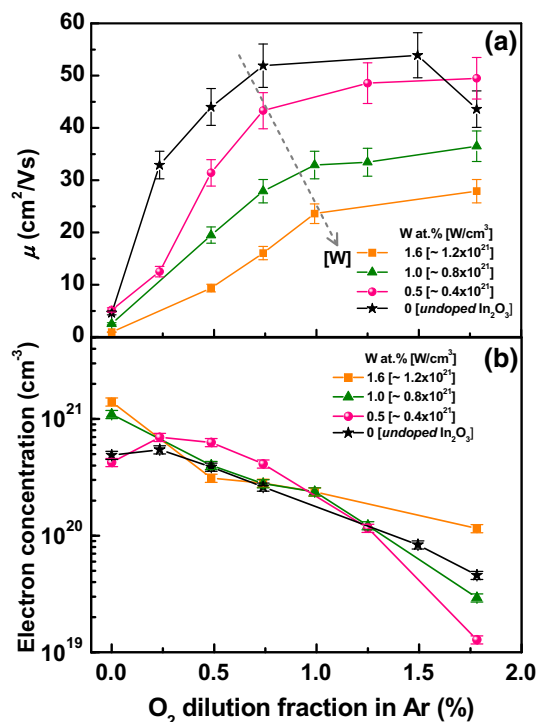 (a)
60
50
40
30
20
10
0
μ (cm²/Vs)
[W]
W at.% [W/cm³]
1.6 [~ 1.2x10²¹]
1.0 [~ 0.8x10²¹]
0.5 [~ 0.4x10²¹]
0 [undoped In₂O₃]
(b)
W at.% [W/cm³]
1.6 [~ 1.2x10²¹]
1.0 [~ 0.8x10²¹]
0.5 [~ 0.4x10²¹]
0 [undoped In₂O₃]
10²¹
10²⁰
10¹⁹
Electron concentration (cm⁻³)
0.0 0.5 1.0 1.5 2.0
O₂ dilution fraction in Ar (%)